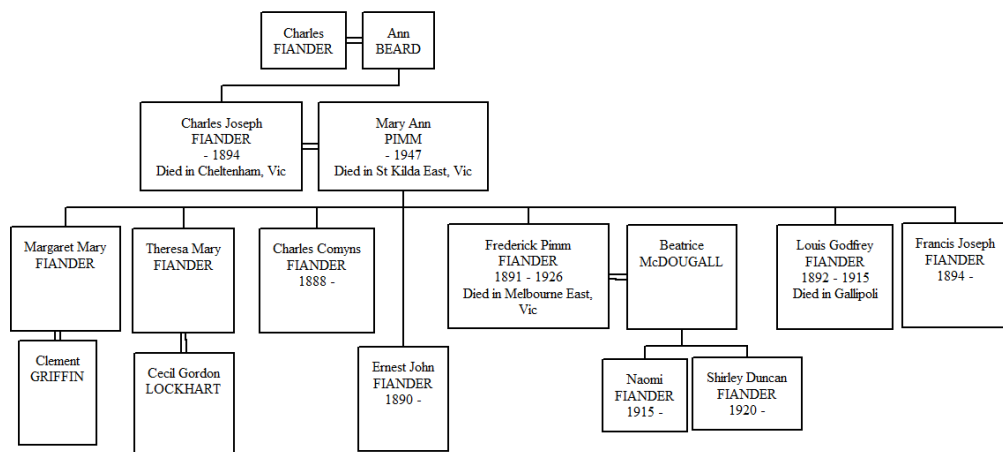 Charles
FIANDER
Ann
BEARD
Charles Joseph
FIANDER
- 1894
Died in Cheltenham, Vic
Mary Ann
PIMM
- 1947
Died in St Kilda East, Vic
Margaret Mary
FIANDER
Theresa Mary
FIANDER
Charles Comyns
FIANDER
1888 -
Frederick Pimm
FIANDER
1891 - 1926
Died in Melbourne East,
Vic
Beatrice
McDOUGALL
Louis Godfrey
FIANDER
1892 - 1915
Died in Gallipoli
Francis Joseph
FIANDER
1894 -
Clement
GRIFFIN
Cecil Gordon
LOCKHART
Ernest John
FIANDER
1890 -
Naomi
FIANDER
1915 -
Shirley Duncan
FIANDER
1920 -